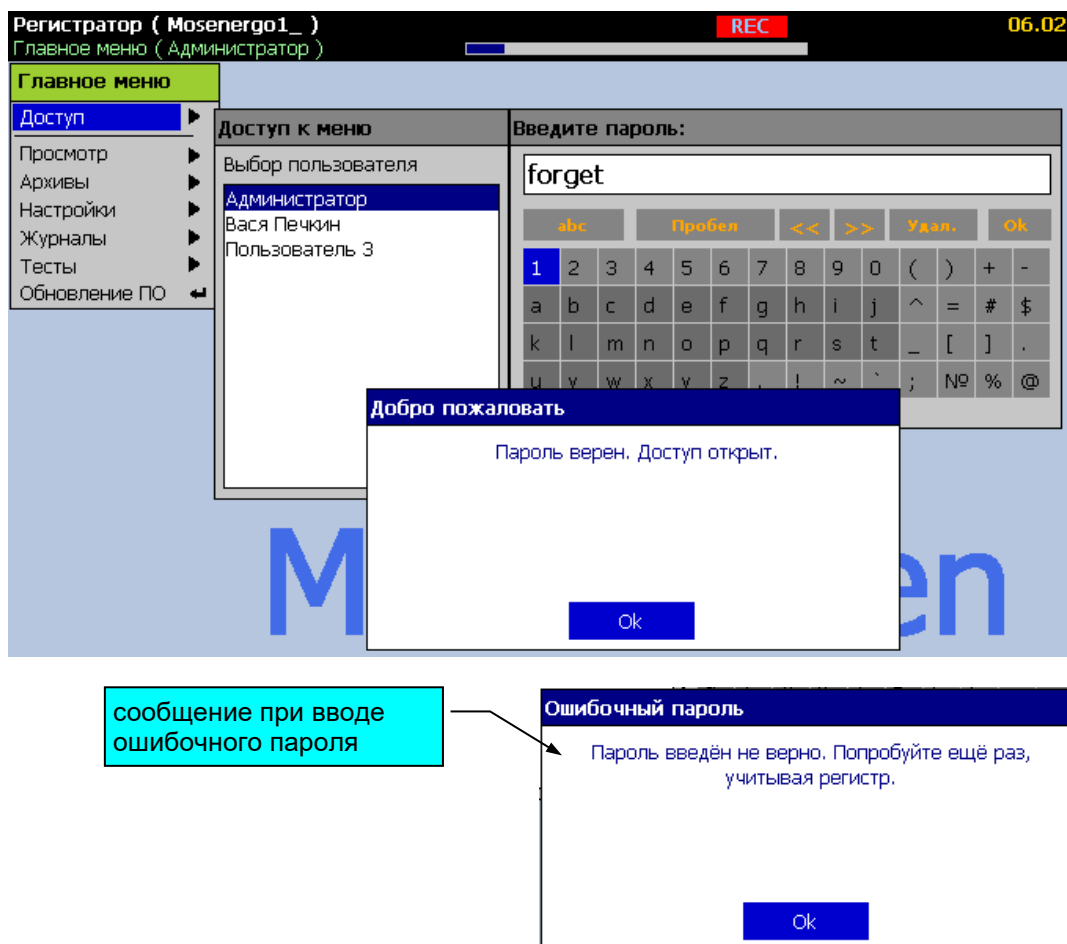 Регистратор ( Mosenergo1_ )
REC
06.02
Главное меню ( Администратор )
Главное меню
Доступ
Просмотр
Архивы
Настройки
Журналы
Тесты
Обновление ПО
Доступ к меню
Выбор пользователя
Администратор
Вася Печкин
Пользователь 3
Введите пароль:
forget
abc Пробел << >> Удал. Ok
1 2 3 4 5 6 7 8 9 0 ( ) + -
a b c d e f g h i j ^ = # $
k l m n o p q r s t _ [ ] .
u v w x y z , ! ~ ` ; № % @
Добро пожаловать
Пароль верен. Доступ открыт.
Ok
M en
сообщение при вводе
ошибочного пароля
Ошибочный пароль
Пароль введён не верно. Попробуйте ещё раз,
учитывая регистр.
Ok